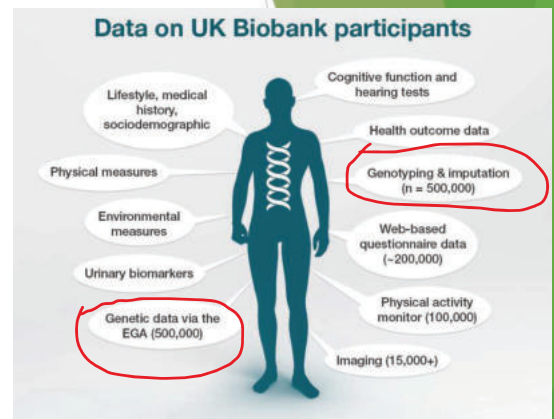 Data on UK Biobank participants
Lifestyle, medical
history,
sociodemographic
Physical measures
Environmental
measures
Urinary biomarkers
Genetic data via the
EGA (500,000)
Cognitive function and
hearing tests
Health outcome data
Genotyping & imputation
(n = 500,000)
Web-based
questionnaire data
(~200,000)
Physical activity
monitor (100,000)
Imaging (15,000+)